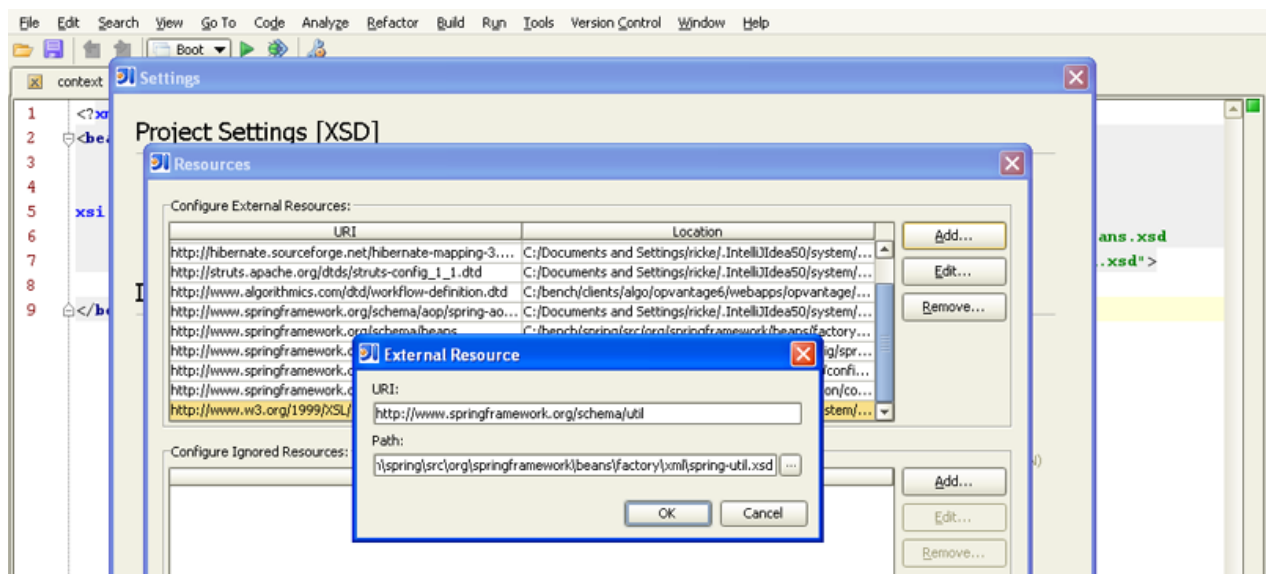 File Edit Search View Go To Code Analyze Refactor Build Run Tools Version Control Window Help
Boot
context
Settings
1 <?xm
2 <bea
3
4
5 xsi
6 ans.xsd
7 .xsd">
8
9 </be
Project Settings [XSD]
Resources
Configure External Resources:
URI Location
http://hibernate.sourceforge.net/hibernate-mapping-3.... C:/Documents and Settings/ricke/.IntelliJIdea50/system/...
http://struts.apache.org/dtds/struts-config_1_1.dtd C:/Documents and Settings/ricke/.IntelliJIdea50/system/...
http://www.algorithmics.com/dtd/workflow-definition.dtd C:/bench/clients/algo/opvantage6/webapps/opvantage/...
http://www.springframework.org/schema/aop/spring-ao... C:/Documents and Settings/ricke/.IntelliJIdea50/system/...
http://www.springframework.org/schema/beans C:/bench/spring/src/org/springframework/beans/factory...
http://www.springframework.o ig/spr...
http://www.springframework.o /confi...
http://www.springframework.o on/co...
http://www.w3.org/1999/XSL/ stem/...
Add...
Edit...
Remove...
External Resource
URI:
http://www.springframework.org/schema/util
Path:
\spring\src\org\springframework\beans\factory\xml\spring-util.xsd ...
OK Cancel
Configure Ignored Resources:
Add...
Edit...
Remove...